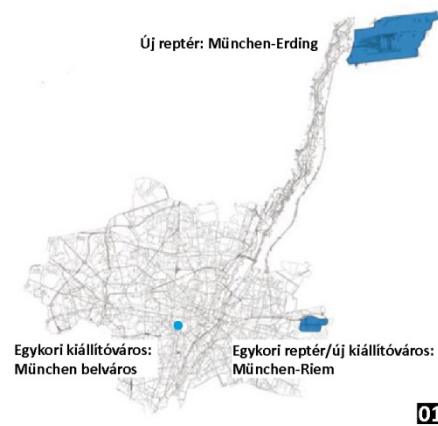 Új reptér: München-Erding
Egykori kiállítóváros:
München belváros
Egykori reptér/új kiállítóváros:
München-Riem
01